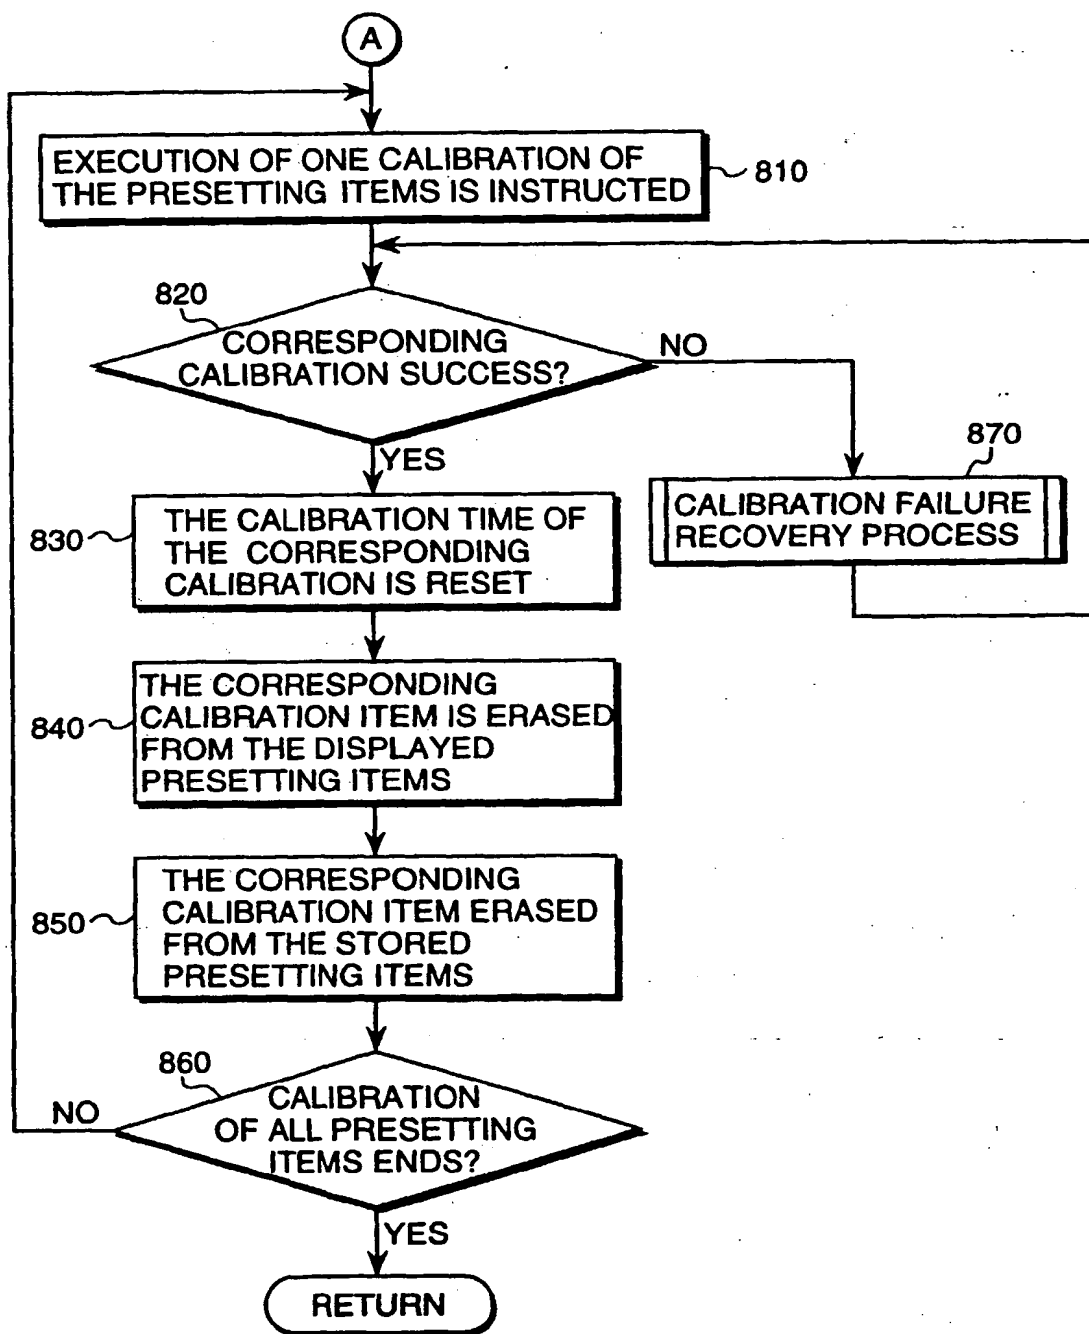 A
EXECUTION OF ONE CALIBRATION OF
THE PRESETTING ITEMS IS INSTRUCTED
810
820
CORRESPONDING
CALIBRATION SUCCESS?
NO
YES
870
CALIBRATION FAILURE
RECOVERY PROCESS
830
THE CALIBRATION TIME OF
THE CORRESPONDING
CALIBRATION IS RESET
840
THE CORRESPONDING
CALIBRATION ITEM IS ERASED
FROM THE DISPLAYED
PRESETTING ITEMS
850
THE CORRESPONDING
CALIBRATION ITEM ERASED
FROM THE STORED
PRESETTING ITEMS
860
NO
CALIBRATION
OF ALL PRESETTING
ITEMS ENDS?
YES
RETURN